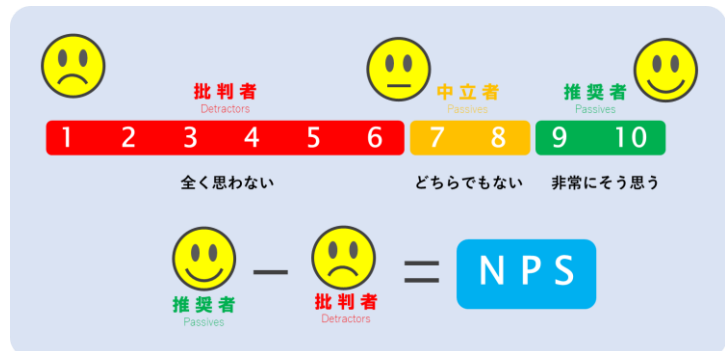 批判者 中立者 推奨者
Detractors Passives Passives
1 2 3 4 5 6 7 8 9 10
全く思わない どちらでもない 非常にそう思う
－ ＝ NPS
推奨者 批判者
Passives Detractors